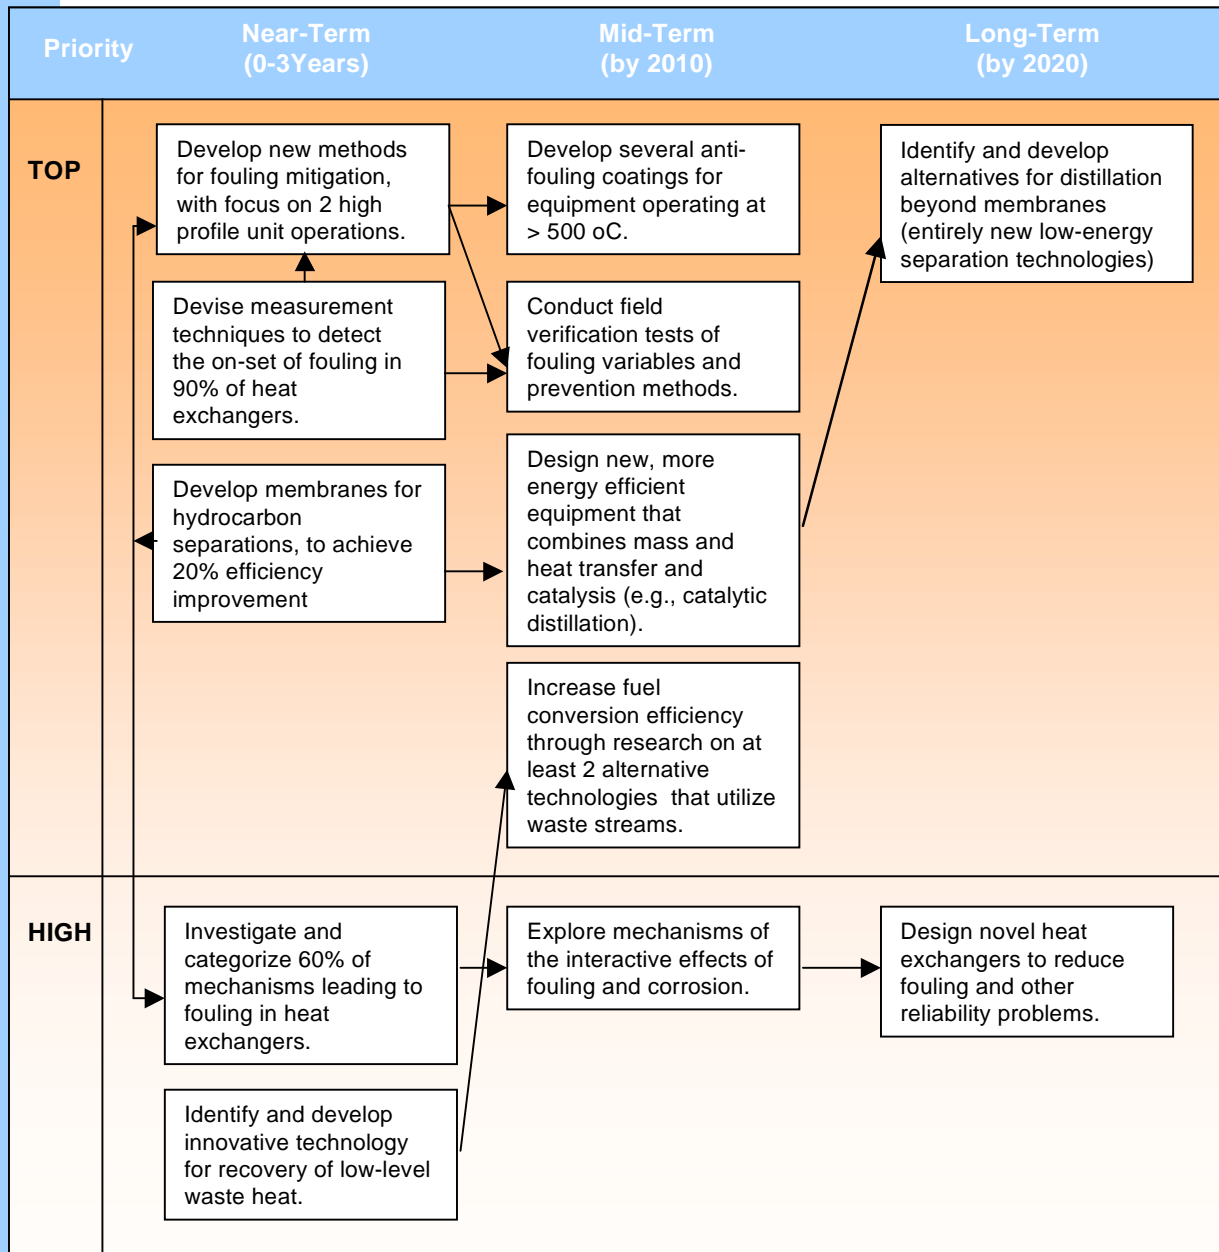 Priority
Near-Term
(0-3Years)
Mid-Term
(by 2010)
Long-Term
(by 2020)
TOP
Develop new methods
for fouling mitigation,
with focus on 2 high
profile unit operations.
Develop several anti-
fouling coatings for
equipment operating at
> 500 oC.
Identify and develop
alternatives for distillation
beyond membranes
(entirely new low-energy
separation technologies)
Devise measurement
techniques to detect
the on-set of fouling in
90% of heat
exchangers.
Conduct field
verification tests of
fouling variables and
prevention methods.
Develop membranes for
hydrocarbon
separations, to achieve
20% efficiency
improvement
Design new, more
energy efficient
equipment that
combines mass and
heat transfer and
catalysis (e.g., catalytic
distillation).
Increase fuel
conversion efficiency
through research on at
least 2 alternative
technologies  that utilize
waste streams.
HIGH
Investigate and
categorize 60% of
mechanisms leading to
fouling in heat
exchangers.
Explore mechanisms of
the interactive effects of
fouling and corrosion.
Design novel heat
exchangers to reduce
fouling and other
reliability problems.
Identify and develop
innovative technology
for recovery of low-level
waste heat.